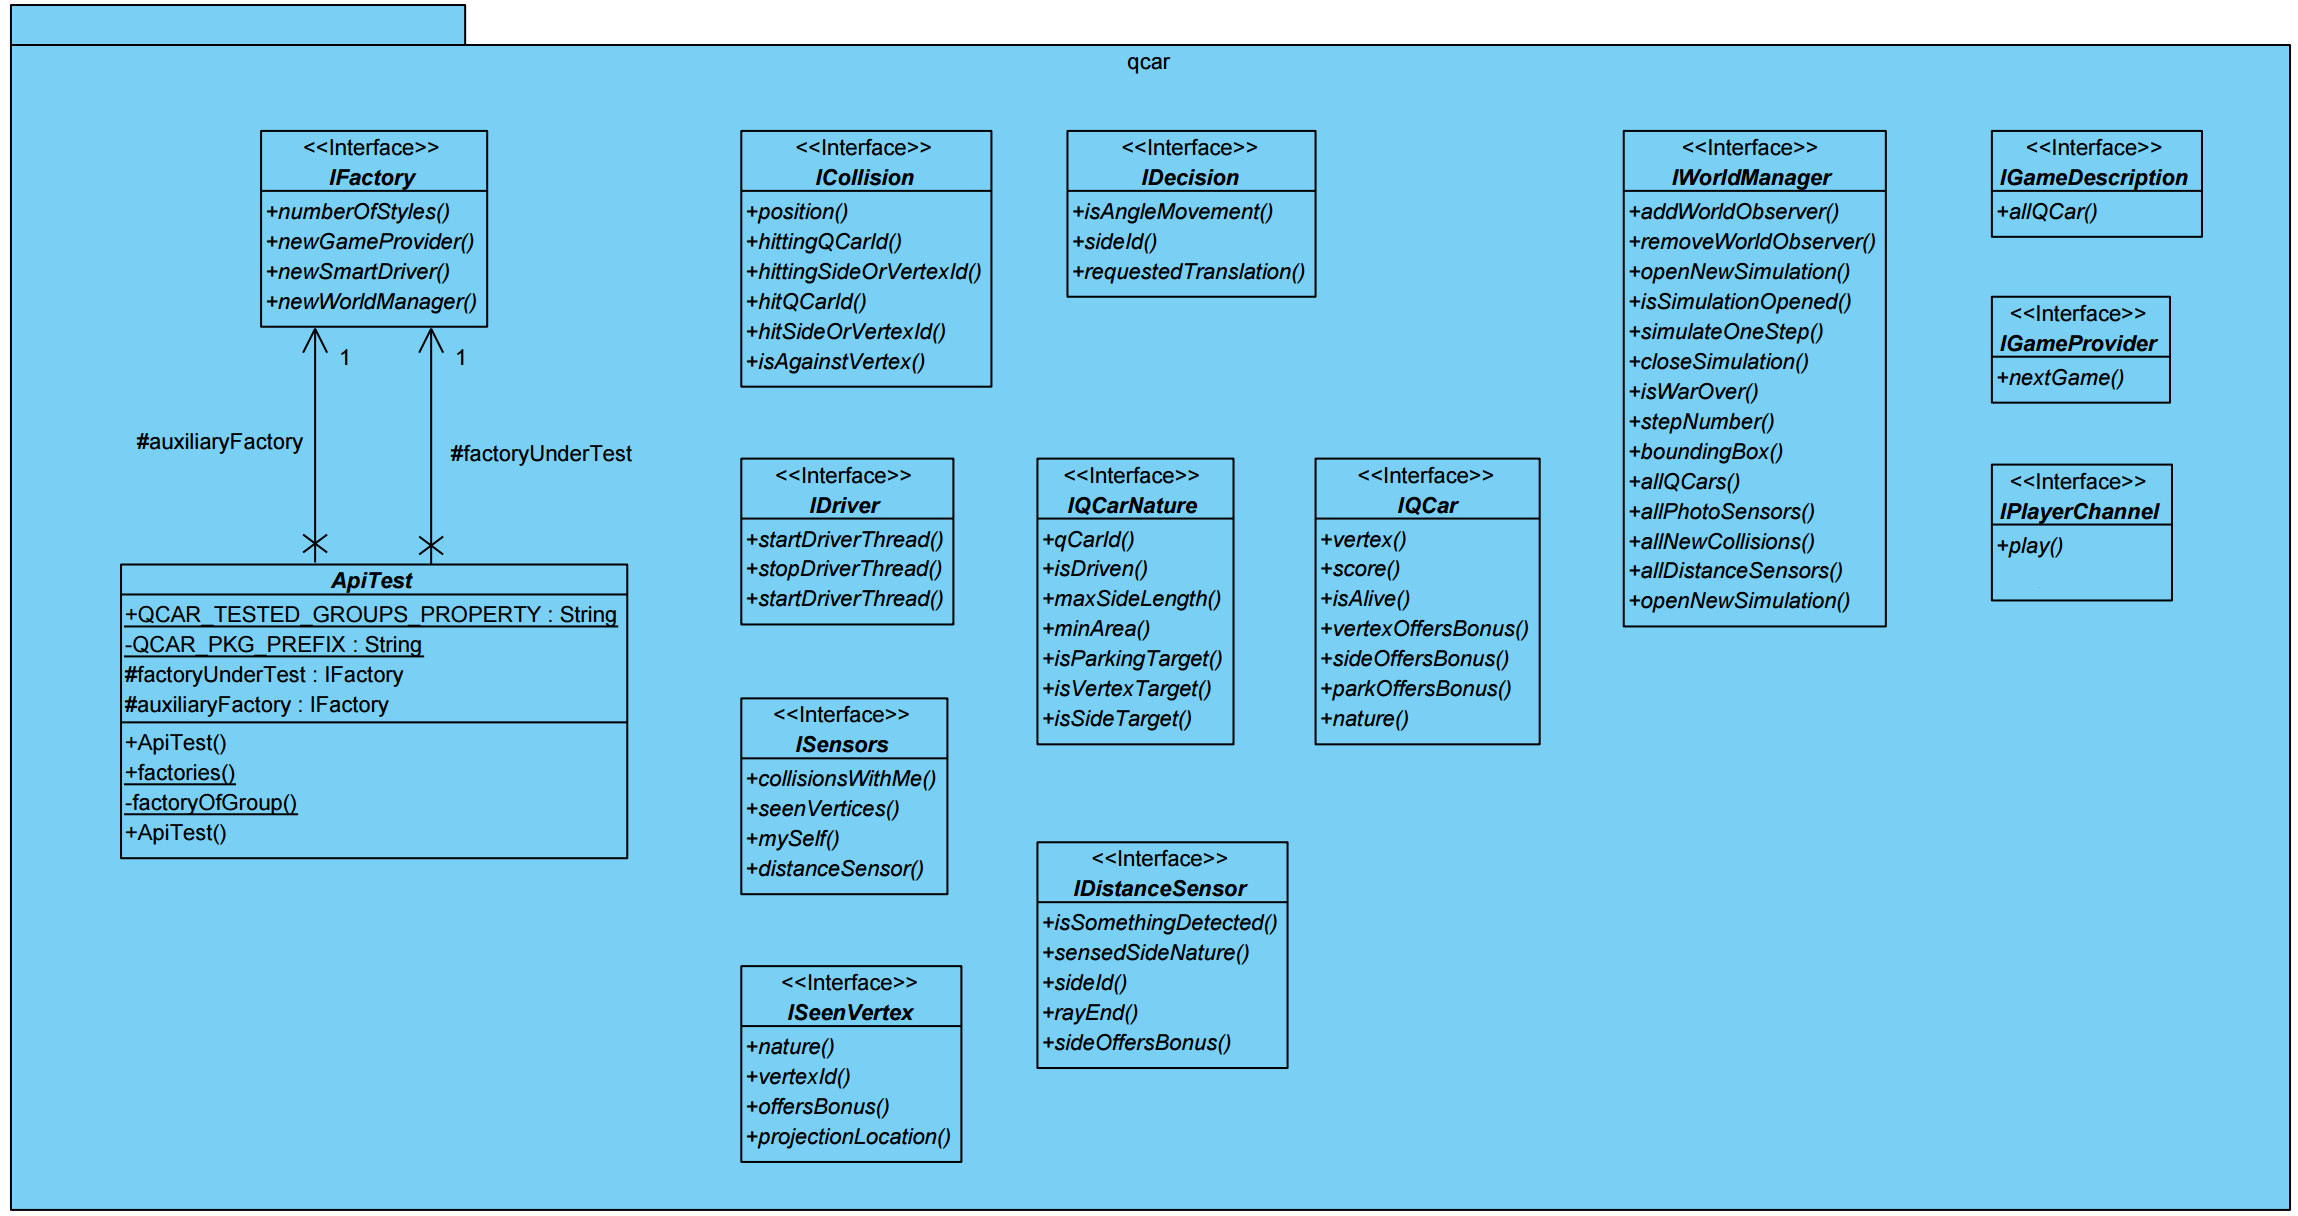 qcar
<<Interface>>
IFactory
+numberOfStyles()
+newGameProvider()
+newSmartDriver()
+newWorldManager()
1
1
#auxiliaryFactory
#factoryUnderTest
ApiTest
+QCAR_TESTED_GROUPS_PROPERTY : String
-QCAR_PKG_PREFIX : String
#factoryUnderTest : IFactory
#auxiliaryFactory : IFactory
+ApiTest()
+factories()
-factoryOfGroup()
+ApiTest()
<<Interface>>
ICollision
+position()
+hittingQCarId()
+hittingSideOrVertexId()
+hitQCarId()
+hitSideOrVertexId()
+isAgainstVertex()
<<Interface>>
IDecision
+isAngleMovement()
+sideId()
+requestedTranslation()
<<Interface>>
IDriver
+startDriverThread()
+stopDriverThread()
+startDriverThread()
<<Interface>>
IQCarNature
+qCarId()
+isDriven()
+maxSideLength()
+minArea()
+isParkingTarget()
+isVertexTarget()
+isSideTarget()
<<Interface>>
IQCar
+vertex()
+score()
+isAlive()
+vertexOffersBonus()
+sideOffersBonus()
+parkOffersBonus()
+nature()
<<Interface>>
ISensors
+collisionsWithMe()
+seenVertices()
+mySelf()
+distanceSensor()
<<Interface>>
IDistanceSensor
+isSomethingDetected()
+sensedSideNature()
+sideId()
+rayEnd()
+sideOffersBonus()
<<Interface>>
ISeenVertex
+nature()
+vertexId()
+offersBonus()
+projectionLocation()
<<Interface>>
IWorldManager
+addWorldObserver()
+removeWorldObserver()
+openNewSimulation()
+isSimulationOpened()
+simulateOneStep()
+closeSimulation()
+isWarOver()
+stepNumber()
+boundingBox()
+allQCars()
+allPhotoSensors()
+allNewCollisions()
+allDistanceSensors()
+openNewSimulation()
<<Interface>>
IGameDescription
+allQCar()
<<Interface>>
IGameProvider
+nextGame()
<<Interface>>
IPlayerChannel
+play()